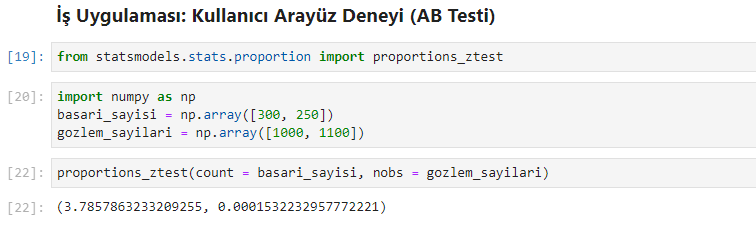 İş Uygulaması: Kullanıcı Arayüz Deneyi (AB Testi)
[19]: from statsmodels.stats.proportion import proportions_ztest
[20]: import numpy as np
basari_sayisi = np.array([300, 250])
gozlem_sayilari = np.array([1000, 1100])
[22]: proportions_ztest(count = basari_sayisi, nobs = gozlem_sayilari)
[22]: (3.7857863233209255, 0.0001532232957772221)